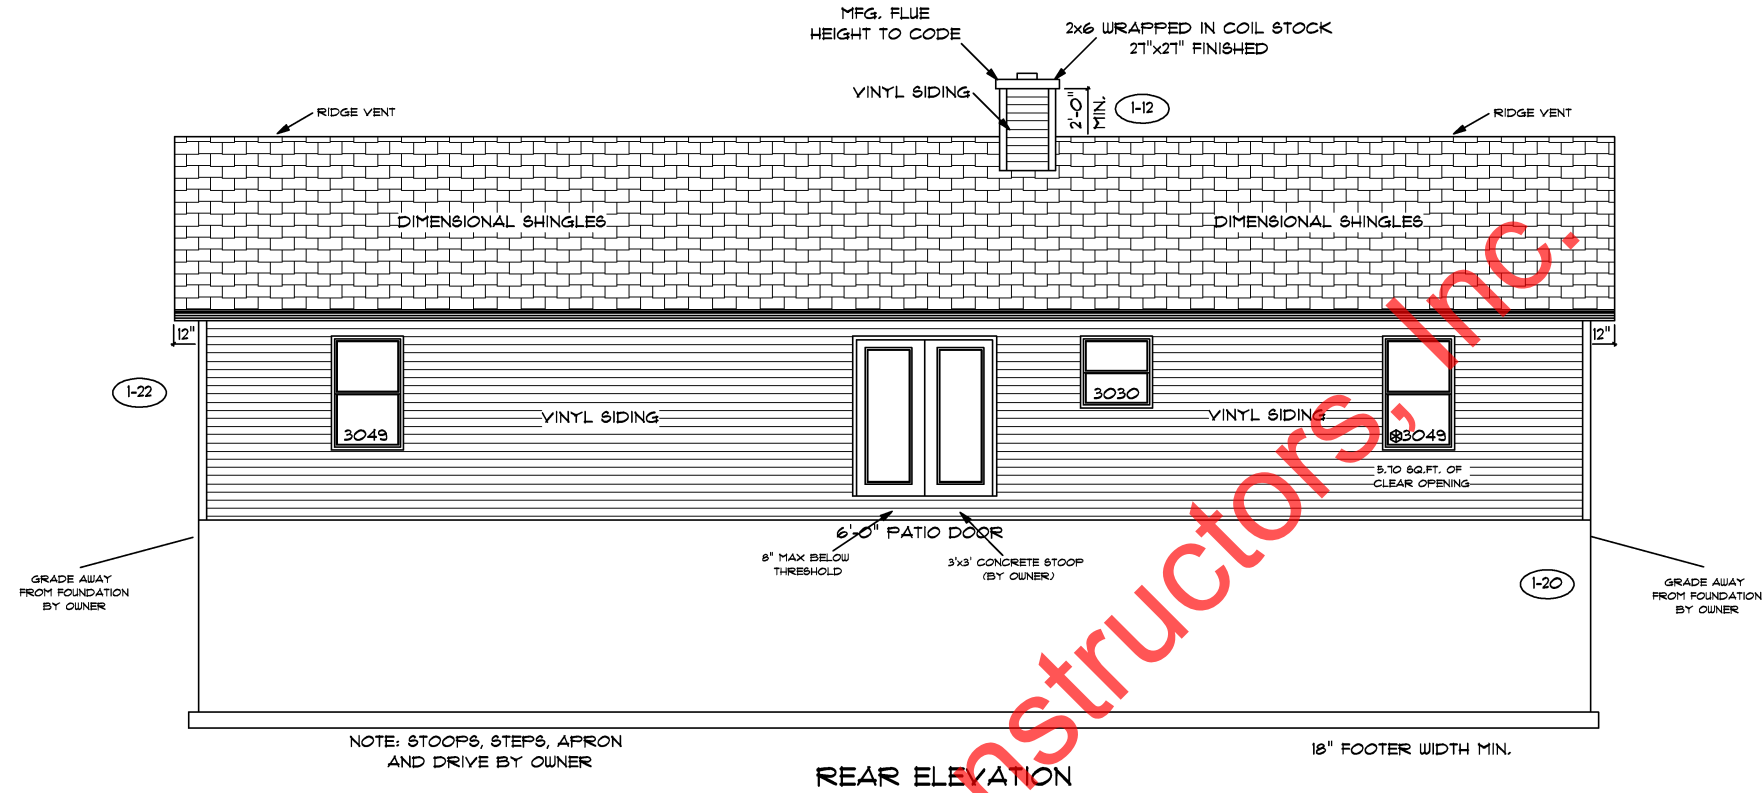 MFG. FLUE
HEIGHT TO CODE
2x6 WRAPPED IN COIL STOCK
27"x27" FINISHED
VINYL SIDING
2'-0"
MIN.
1-12
RIDGE VENT
RIDGE VENT
DIMENSIONAL SHINGLES
DIMENSIONAL SHINGLES
12"
12"
1-22
3049
VINYL SIDING
3030
VINYL SIDING
3049
5.70 SQ.FT. OF
CLEAR OPENING
6'-0" PATIO DOOR
8" MAX BELOW
THRESHOLD
3'x3' CONCRETE STOOP
(BY OWNER)
GRADE AWAY
FROM FOUNDATION
BY OWNER
1-20
GRADE AWAY
FROM FOUNDATION
BY OWNER
NOTE: STOOPS, STEPS, APRON
AND DRIVE BY OWNER
18" FOOTER WIDTH MIN.
REAR ELEVATION
nstructors, Inc.